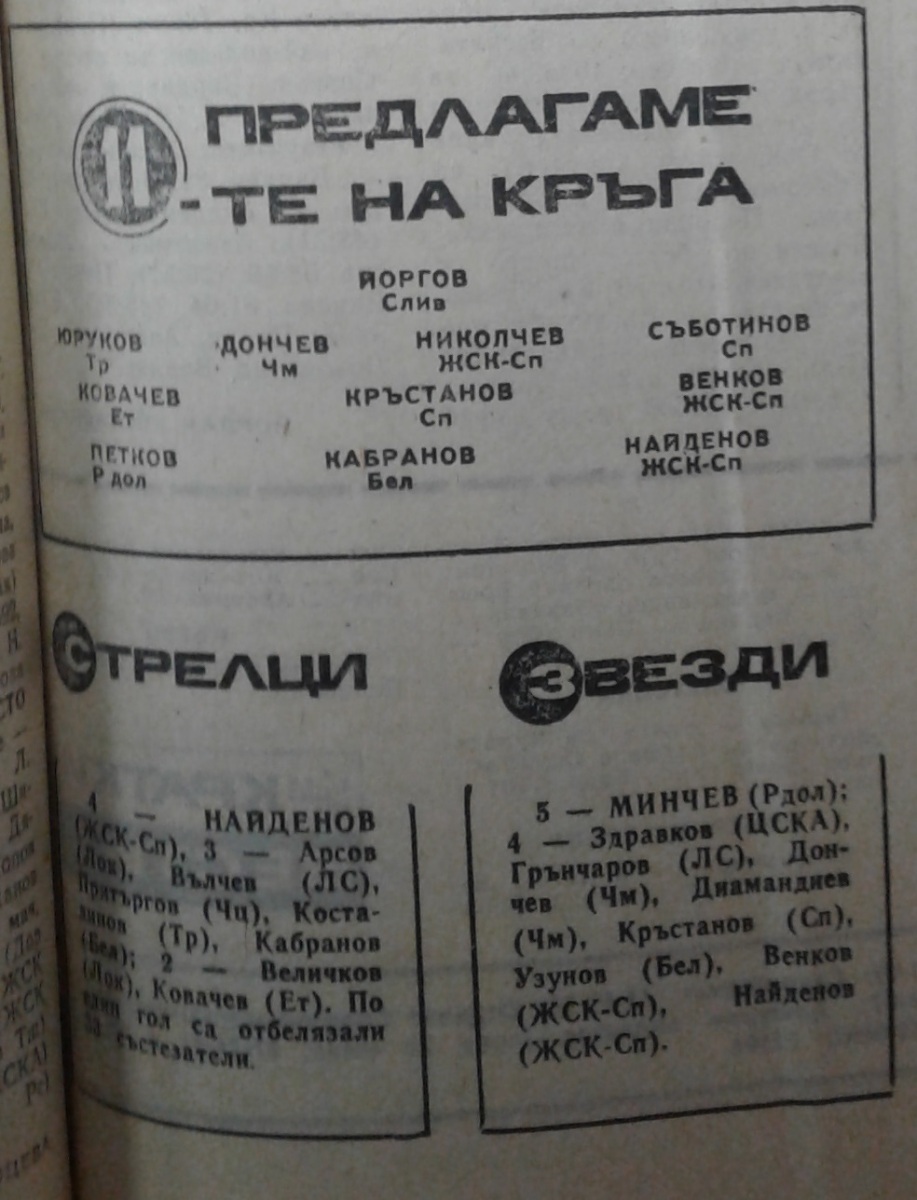 ПРЕДЛАГАМЕ
11-ТЕ НА КРЪГА
ЙОРГОВ
Слив
ЮРУКОВ ДОНЧЕВ НИКОЛЧЕВ СЪБОТИНОВ
Тр Чм ЖСК-Сп Сп
КОВАЧЕВ КРЪСТАНОВ ВЕНКОВ
Ет Сп ЖСК-Сп
ПЕТКОВ КАБРАНОВ НАЙДЕНОВ
Р дол Бел ЖСК-Сп
СТРЕЛЦИ
4 — НАЙДЕНОВ
(ЖСК-Сп), 3 — Арсов
(Лов), Вълчев (ЛС),
(Чц), Коста-
(Тр), Кабранов
(Бел); 2 — Величков
(Лок), Ковачев (Ет). По
един гол са отбелязали
състезатели.
ЗВЕЗДИ
5 — МИНЧЕВ (Рдол);
4 — Здравков (ЦСКА),
Грънчаров (ЛС), Дон-
чев (Чм), Диамандиев
(Чм), Кръстанов (Сп),
Узунов (Бел), Венков
(ЖСК-Сп), Найденов
(ЖСК-Сп).